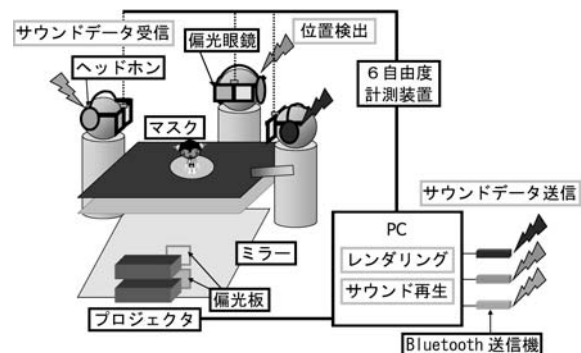 サウンドデータ受信
偏光眼鏡
位置検出
ヘッドホン
6自由度
計測装置
マスク
サウンドデータ送信
PC
レンダリング
サウンド再生
ミラー
偏光板
プロジェクタ
Bluetooth 送信機